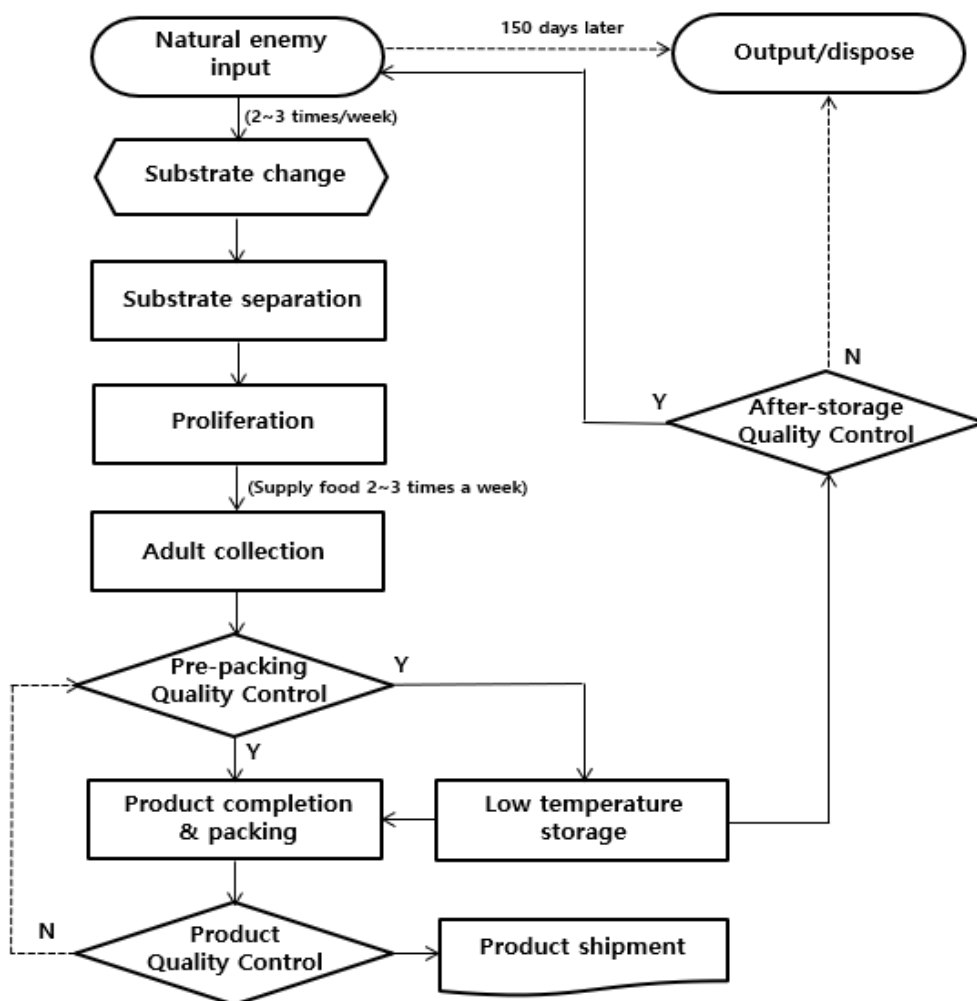 Natural enemy
input
150 days later
Output/dispose
(2~3 times/week)
Substrate change
Substrate separation
Proliferation
(Supply food 2~3 times a week)
Adult collection
Y
After-storage
Quality Control
N
Pre-packing
Quality Control
Y
Y
Product completion
& packing
Low temperature
storage
N
Product
Quality Control
Product shipment